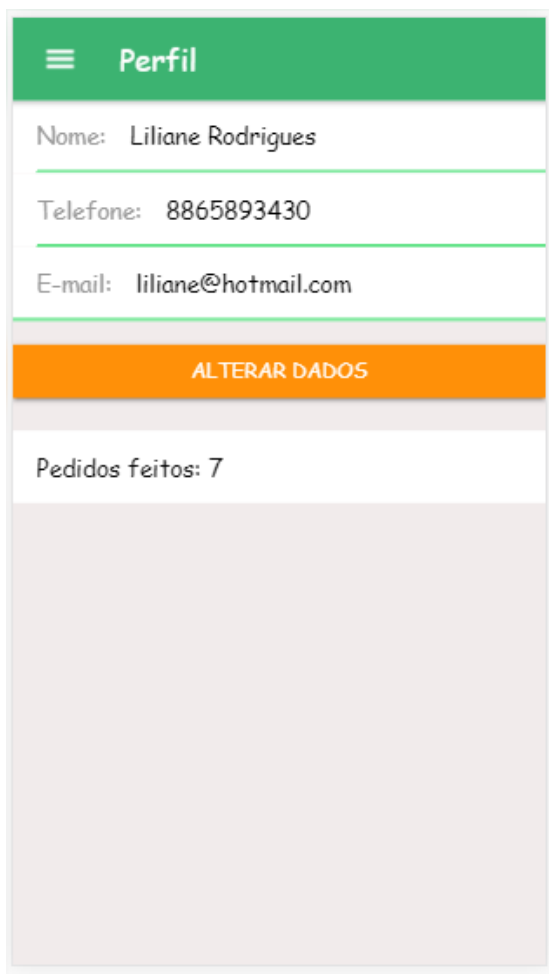 Perfil
Nome: Liliane Rodrigues
Telefone: 8865893430
E-mail: liliane@hotmail.com
ALTERAR DADOS
Pedidos feitos: 7